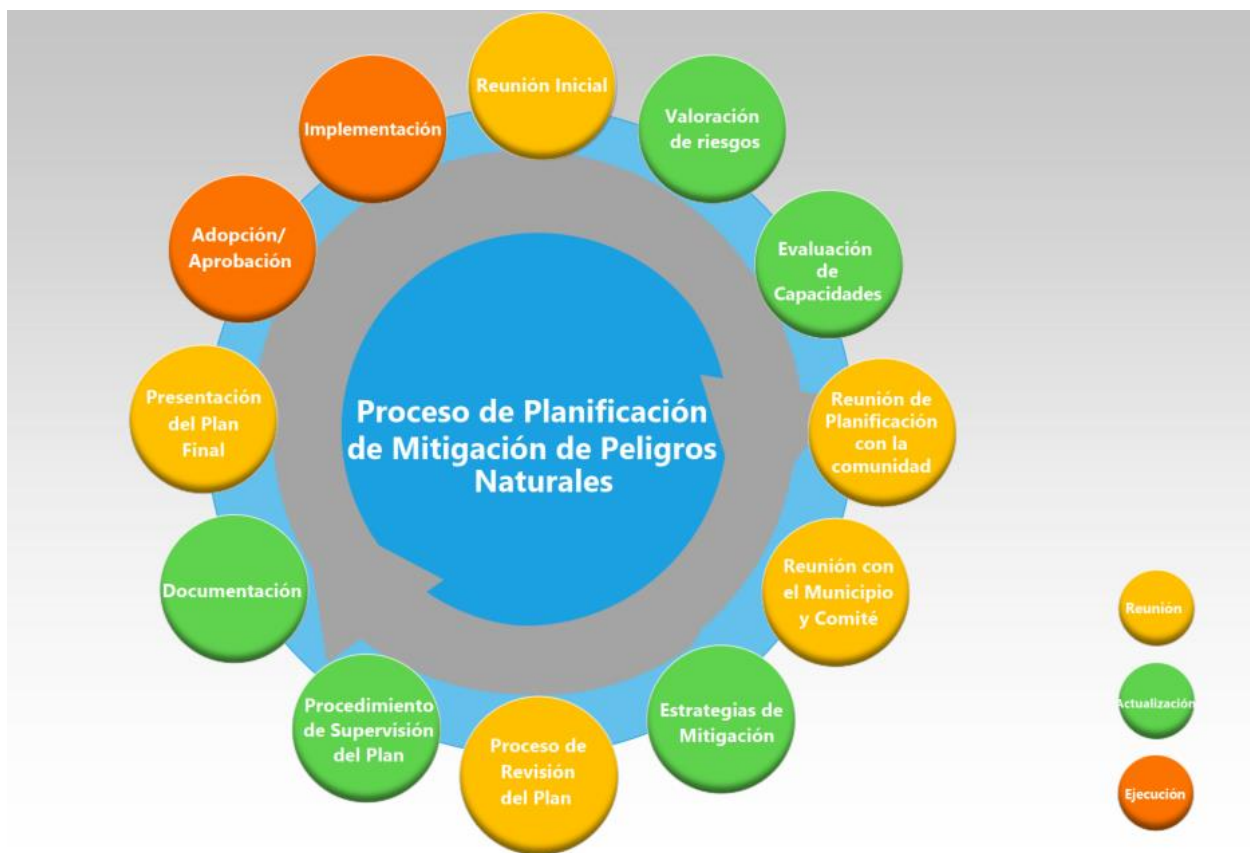 Reunión Inicial
Valoración
de riesgos
Evaluación
de
Capacidades
Reunión de
Planificación
con la
comunidad
Reunión con
el Municipio
y Comité
Estrategias de
Mitigación
Proceso de
Revisión
del Plan
Procedimiento
de Supervisión
del Plan
Documentación
Presentación
del Plan
Final
Adopción/
Aprobación
Implementación
Proceso de Planificación
de Mitigación de Peligros
Naturales
Reunión
Actualización
Ejecución